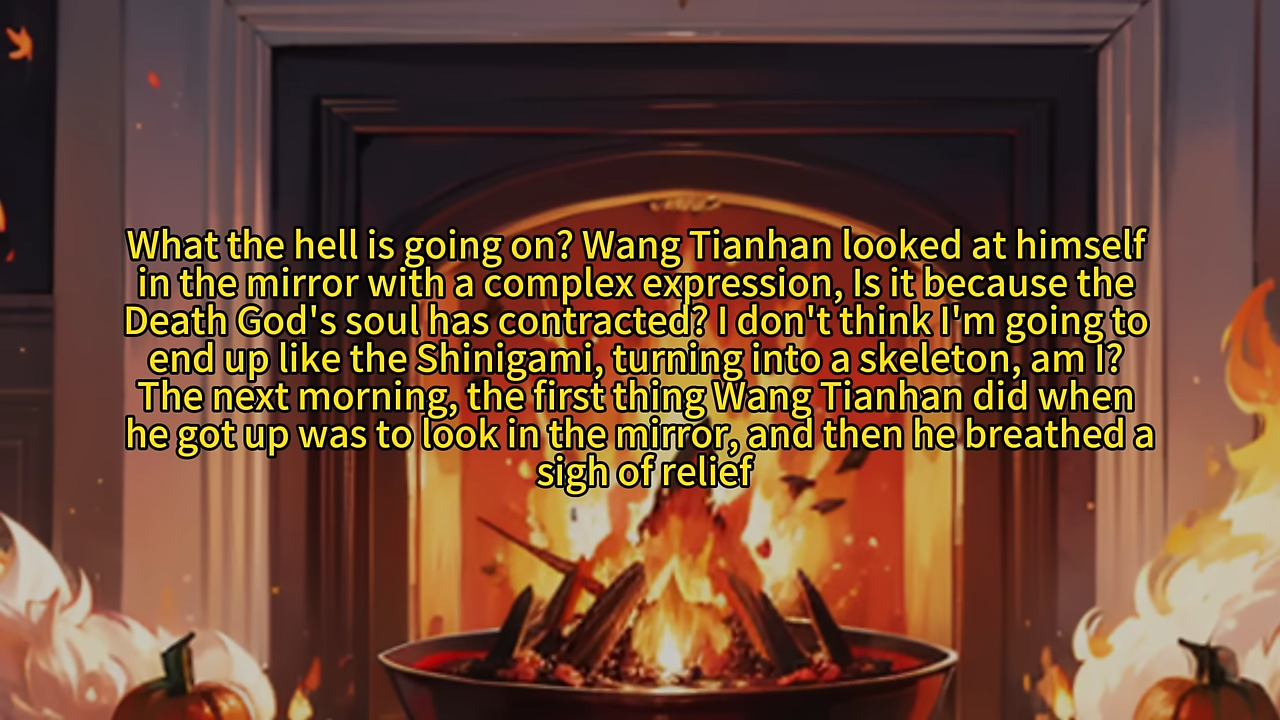 What the hell is going on? Wang Tianhan looked at himself
in the mirror with a complex expression, Is it because the
Death God's soul has contracted? I don't think I'm going to
end up like the Shinigami, turning into a skeleton, am I?
The next morning, the first thing Wang Tianhan did when
he got up was to look in the mirror, and then he breathed a
sigh of relief